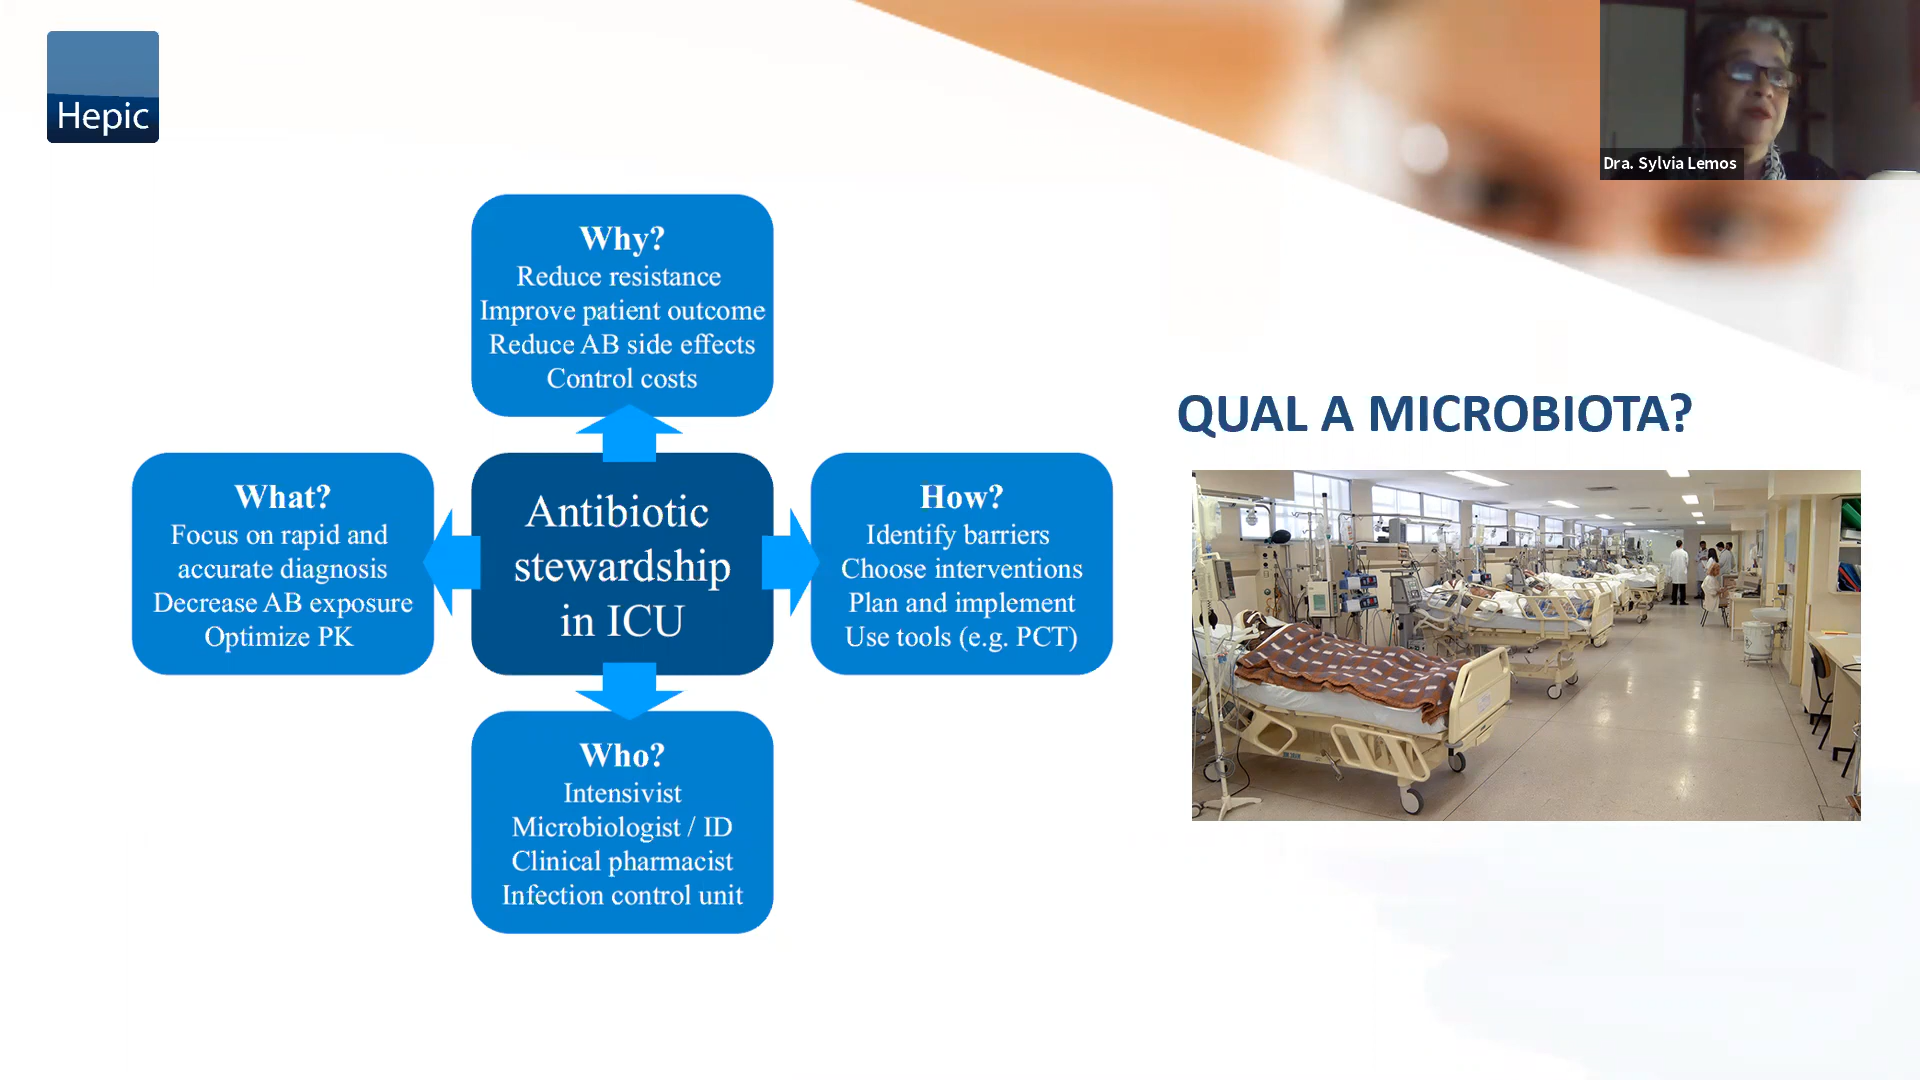 Hepic
Dra. Sylvia Lemos
Why?
Reduce resistance
Improve patient outcome
Reduce AB side effects
Control costs
What?
Focus on rapid and
accurate diagnosis
Decrease AB exposure
Optimize PK
Antibiotic
stewardship
in ICU
How?
Identify barriers
Choose interventions
Plan and implement
Use tools (e.g. PCT)
Who?
Intensivist
Microbiologist / ID
Clinical pharmacist
Infection control unit
QUAL A MICROBIOTA?